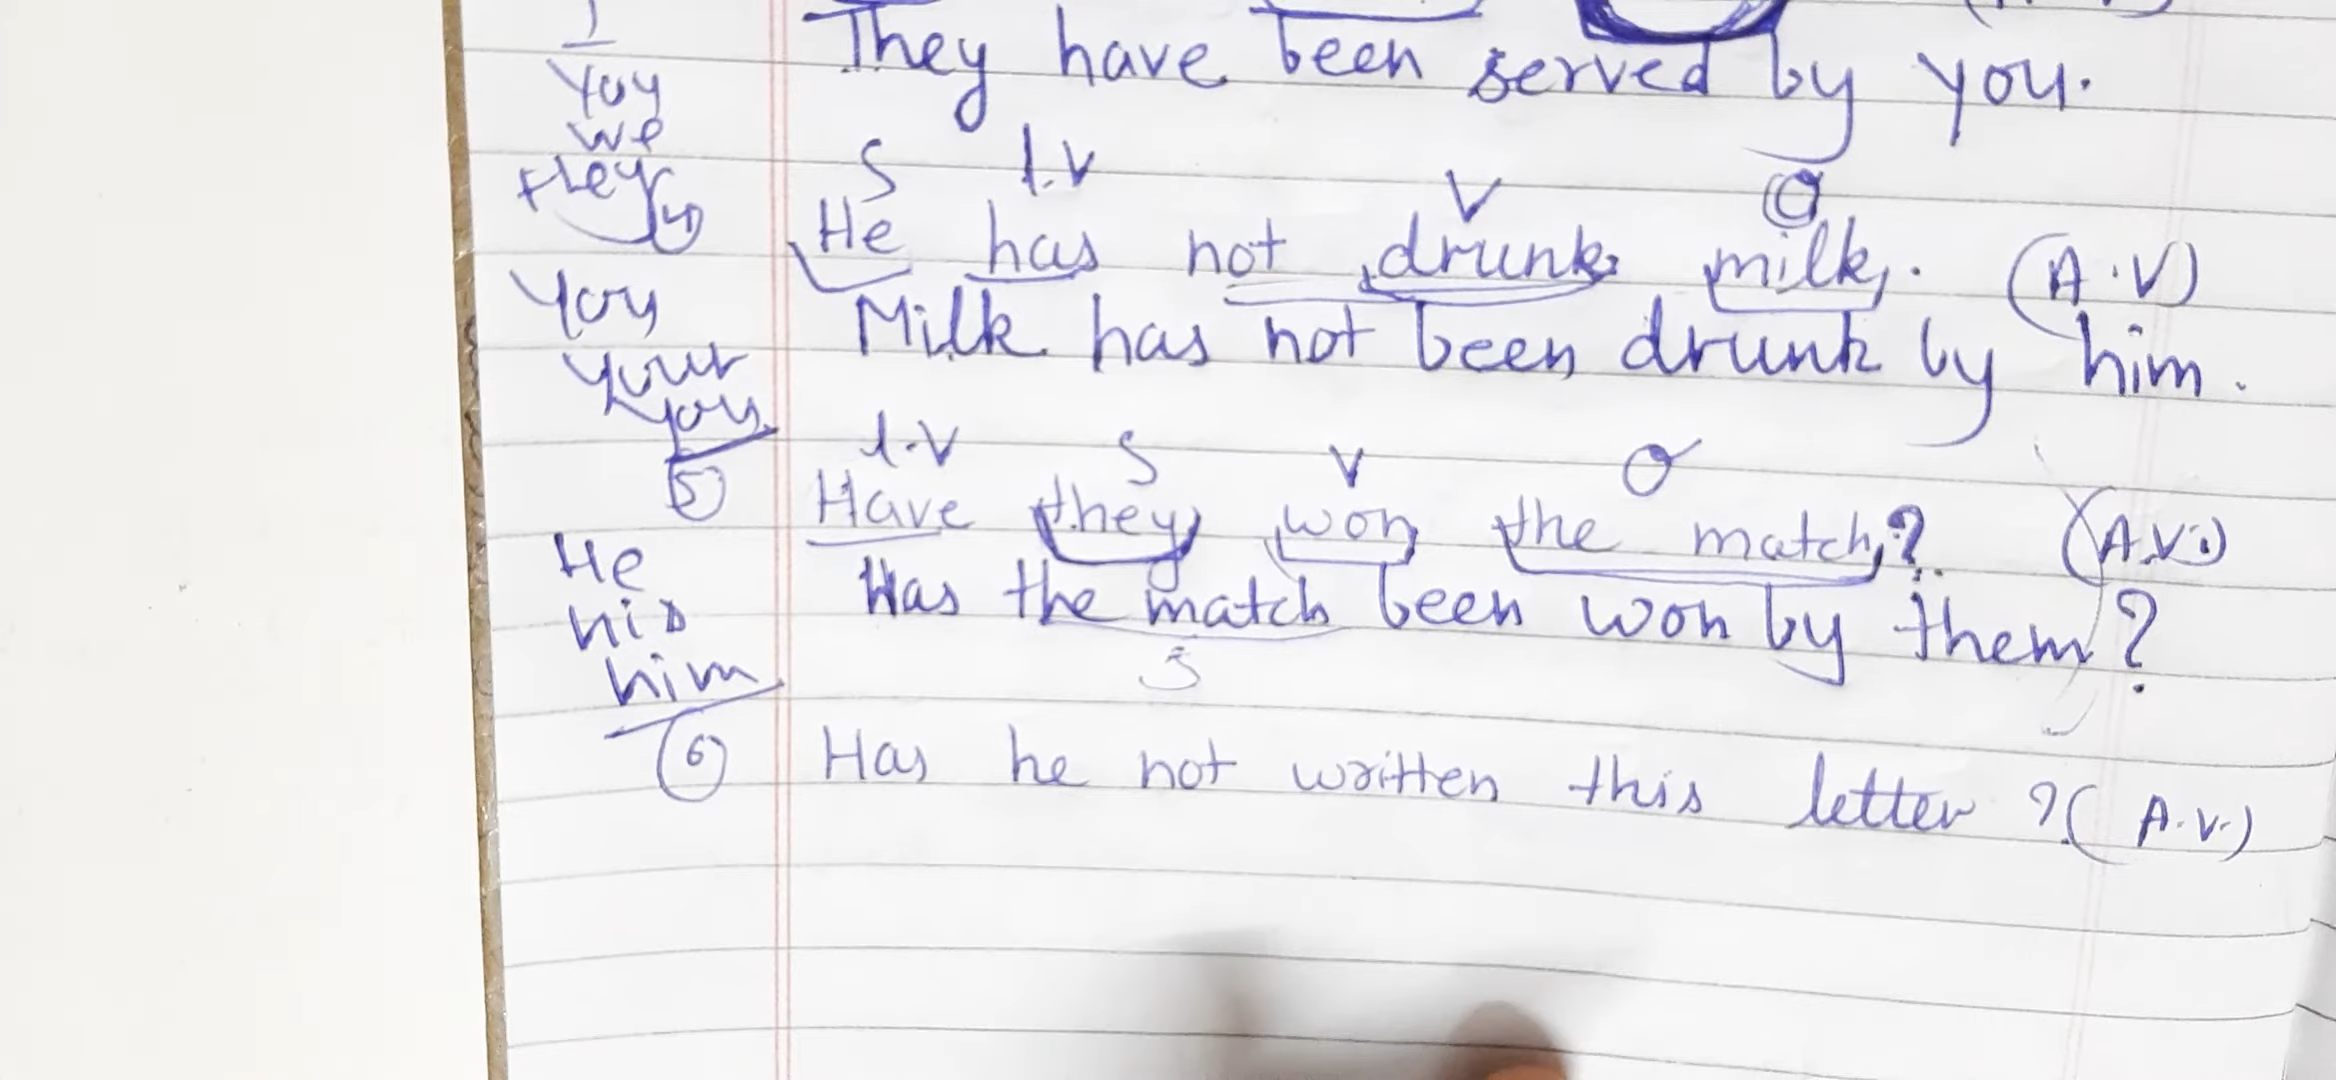 I
They have been served by you.
you
we
they
S H.V V O
(4) He has not drunk milk. (A.V)
You Milk has not been drunk by him.
your
you
H.V S V O
(5) Have they won the match? (A.V.)
He
his Has the match been won by them?
him S
(6) Has he not written this letter? (A.V.)